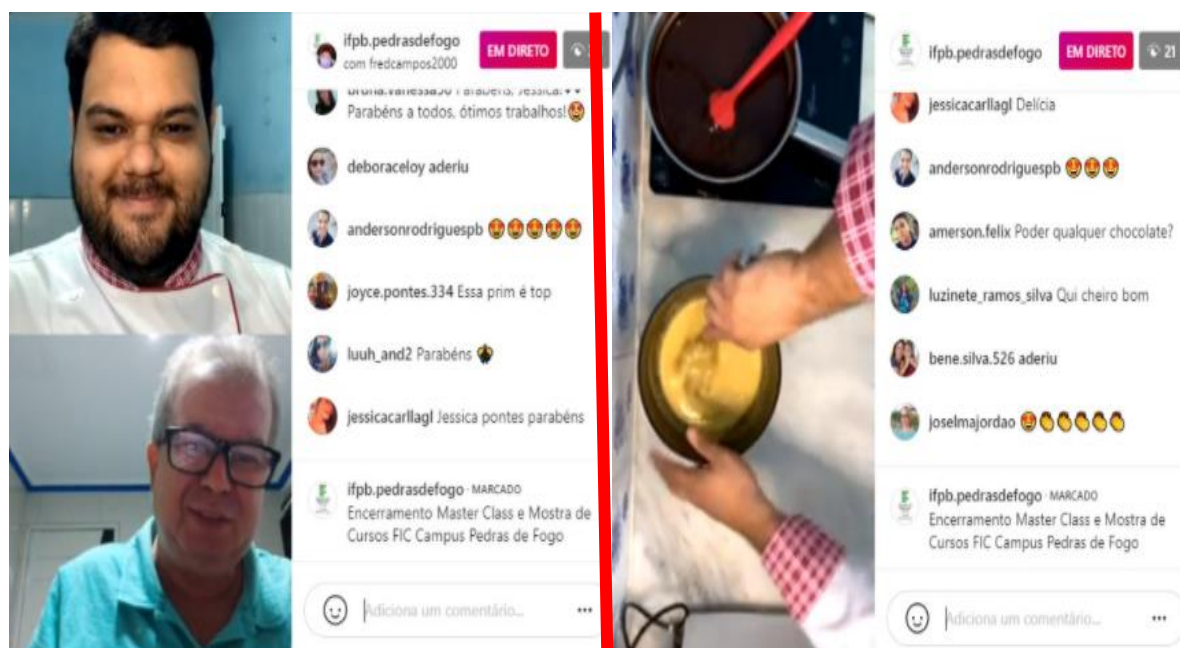 ifpb.pedrasdefogo
com fredcampos2000
EM DIRETO
Parabéns a todos, ótimos trabalhos!😍
deboraceloy aderiu
andersonrodriguespb 😍😍😍😍😍
joyce.pontes.334 Essa prim é top
luuh_and2 Parabéns
jessicacarllagl Jessica pontes parabéns
ifpb.pedrasdefogo · MARCADO
Encerramento Master Class e Mostra de
Cursos FIC Campus Pedras de Fogo
Adiciona um comentário...
ifpb.pedrasdefogo
EM DIRETO
21
jessicacarllagl Delícia
andersonrodriguespb 😍😍😍
amerson.felix Poder qualquer chocolate?
luzinete_ramos_silva Qui cheiro bom
bene.silva.526 aderiu
joselmajordao 😍👏👏👏👏👏
ifpb.pedrasdefogo · MARCADO
Encerramento Master Class e Mostra de
Cursos FIC Campus Pedras de Fogo
Adiciona um comentário...